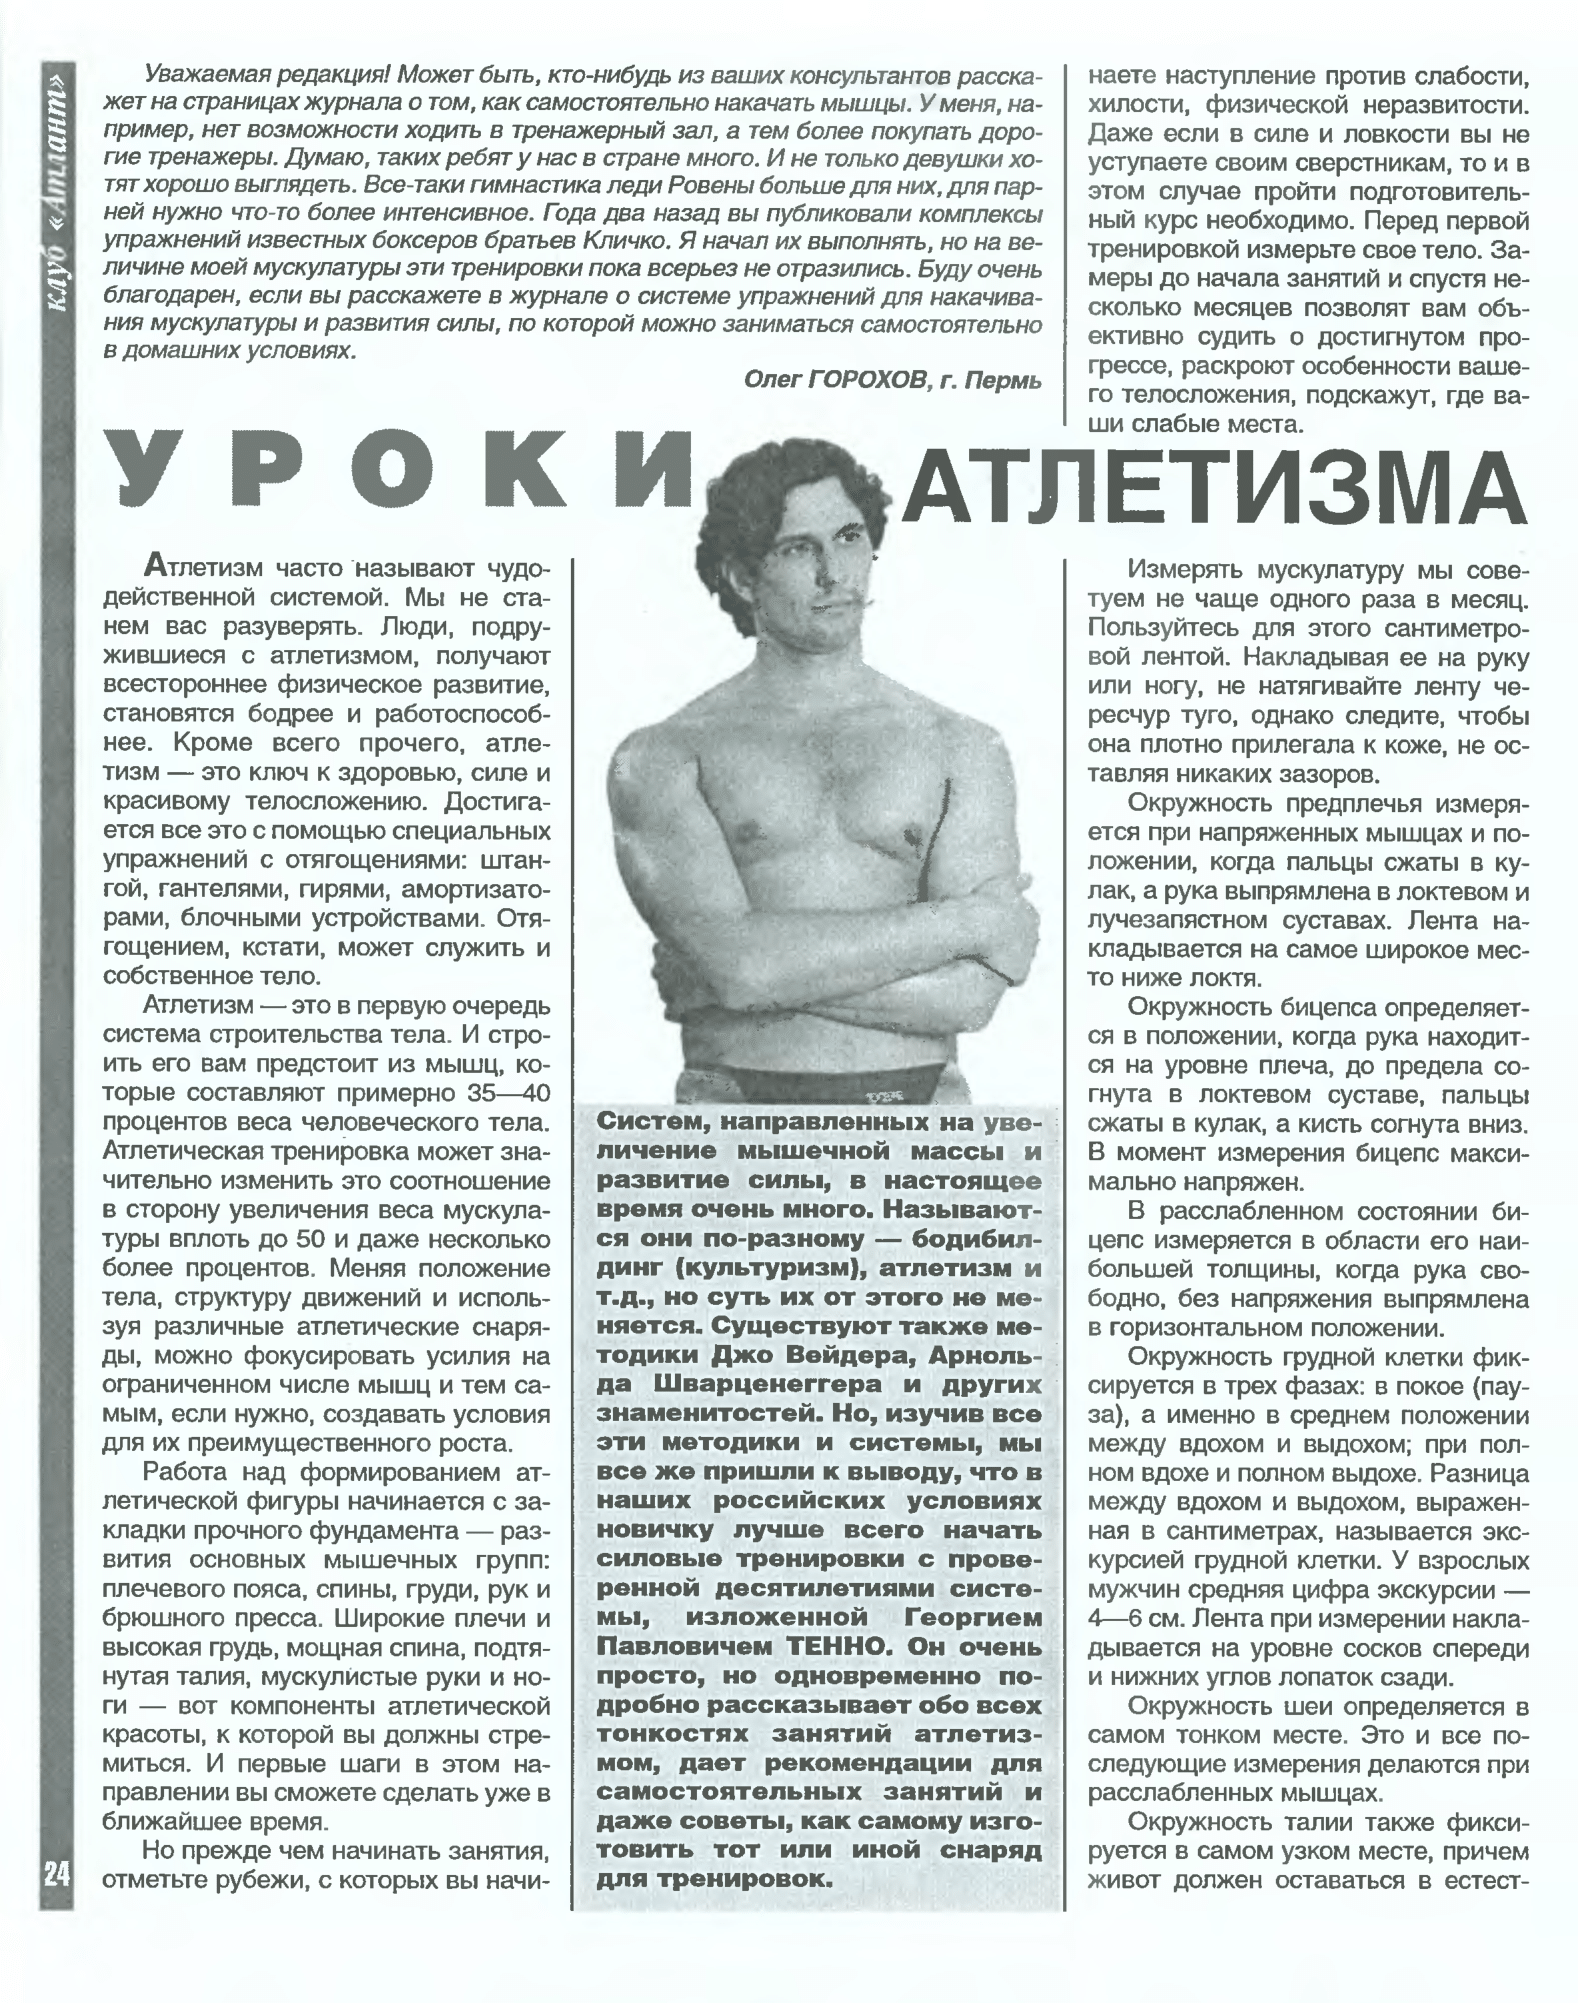 клуб «Атлант»
Уважаемая редакция! Может быть, кто-нибудь из ваших консультантов расска-
жет на страницах журнала о том, как самостоятельно накачать мышцы. У меня, на-
пример, нет возможности ходить в тренажерный зал, а тем более покупать доро-
гие тренажеры. Думаю, таких ребят у нас в стране много. И не только девушки хо-
тят хорошо выглядеть. Все-таки гимнастика леди Ровены больше для них, для пар-
ней нужно что-то более интенсивное. Года два назад вы публиковали комплексы
упражнений известных боксеров братьев Кличко. Я начал их выполнять, но на ве-
личине моей мускулатуры эти тренировки пока всерьез не отразились. Буду очень
благодарен, если вы расскажете в журнале о системе упражнений для накачива-
ния мускулатуры и развития силы, по которой можно заниматься самостоятельно
в домашних условиях.
Олег ГОРОХОВ, г. Пермь
УРОКИ АТЛЕТИЗМА
Атлетизм часто называют чудо-
действенной системой. Мы не ста-
нем вас разуверять. Люди, подру-
жившиеся с атлетизмом, получают
всестороннее физическое развитие,
становятся бодрее и работоспособ-
нее. Кроме всего прочего, атле-
тизм — это ключ к здоровью, силе и
красивому телосложению. Достига-
ется все это с помощью специальных
упражнений с отягощениями: штан-
гой, гантелями, гирями, амортизато-
рами, блочными устройствами. Отя-
гощением, кстати, может служить и
собственное тело.
Атлетизм — это в первую очередь
система строительства тела. И стро-
ить его вам предстоит из мышц, ко-
торые составляют примерно 35—40
процентов веса человеческого тела.
Атлетическая тренировка может зна-
чительно изменить это соотношение
в сторону увеличения веса мускула-
туры вплоть до 50 и даже несколько
более процентов. Меняя положение
тела, структуру движений и исполь-
зуя различные атлетические снаря-
ды, можно фокусировать усилия на
ограниченном числе мышц и тем са-
мым, если нужно, создавать условия
для их преимущественного роста.
Работа над формированием ат-
летической фигуры начинается с за-
кладки прочного фундамента — раз-
вития основных мышечных групп:
плечевого пояса, спины, груди, рук и
брюшного пресса. Широкие плечи и
высокая грудь, мощная спина, подтя-
нутая талия, мускулистые руки и но-
ги — вот компоненты атлетической
красоты, к которой вы должны стре-
миться. И первые шаги в этом на-
правлении вы сможете сделать уже в
ближайшее время.
Но прежде чем начинать занятия,
отметьте рубежи, с которых вы начи-
Систем, направленных на уве-
личение мышечной массы и
развитие силы, в настоящее
время очень много. Называют-
ся они по-разному — бодибил-
динг (культуризм), атлетизм и
т.д., но суть их от этого не ме-
няется. Существуют также ме-
тодики Джо Вейдера, Арноль-
да Шварценеггера и других
знаменитостей. Но, изучив все
эти методики и системы, мы
все же пришли к выводу, что в
наших российских условиях
новичку лучше всего начать
силовые тренировки с прове-
ренной десятилетиями систе-
мы, изложенной Георгием
Павловичем ТЕННО. Он очень
просто, но одновременно по-
дробно рассказывает обо всех
тонкостях занятий атлетиз-
мом, дает рекомендации для
самостоятельных занятий и
даже советы, как самому изго-
товить тот или иной снаряд
для тренировок.
наете наступление против слабости,
хилости, физической неразвитости.
Даже если в силе и ловкости вы не
уступаете своим сверстникам, то и в
этом случае пройти подготовитель-
ный курс необходимо. Перед первой
тренировкой измерьте свое тело. За-
меры до начала занятий и спустя не-
сколько месяцев позволят вам объ-
ективно судить о достигнутом про-
грессе, раскроют особенности ваше-
го телосложения, подскажут, где ва-
ши слабые места.
Измерять мускулатуру мы сове-
туем не чаще одного раза в месяц.
Пользуйтесь для этого сантиметро-
вой лентой. Накладывая ее на руку
или ногу, не натягивайте ленту че-
ресчур туго, однако следите, чтобы
она плотно прилегала к коже, не ос-
тавляя никаких зазоров.
Окружность предплечья измеря-
ется при напряженных мышцах и по-
ложении, когда пальцы сжаты в ку-
лак, а рука выпрямлена в локтевом и
лучезапястном суставах. Лента на-
кладывается на самое широкое мес-
то ниже локтя.
Окружность бицепса определяет-
ся в положении, когда рука находит-
ся на уровне плеча, до предела со-
гнута в локтевом суставе, пальцы
сжаты в кулак, а кисть согнута вниз.
В момент измерения бицепс макси-
мально напряжен.
В расслабленном состоянии би-
цепс измеряется в области его наи-
большей толщины, когда рука сво-
бодно, без напряжения выпрямлена
в горизонтальном положении.
Окружность грудной клетки фик-
сируется в трех фазах: в покое (пау-
за), а именно в среднем положении
между вдохом и выдохом; при пол-
ном вдохе и полном выдохе. Разница
между вдохом и выдохом, выражен-
ная в сантиметрах, называется экс-
курсией грудной клетки. У взрослых
мужчин средняя цифра экскурсии —
4—6 см. Лента при измерении накла-
дывается на уровне сосков спереди
и нижних углов лопаток сзади.
Окружность шеи определяется в
самом тонком месте. Это и все по-
следующие измерения делаются при
расслабленных мышцах.
Окружность талии также фикси-
руется в самом узком месте, причем
живот должен оставаться в естест-
24